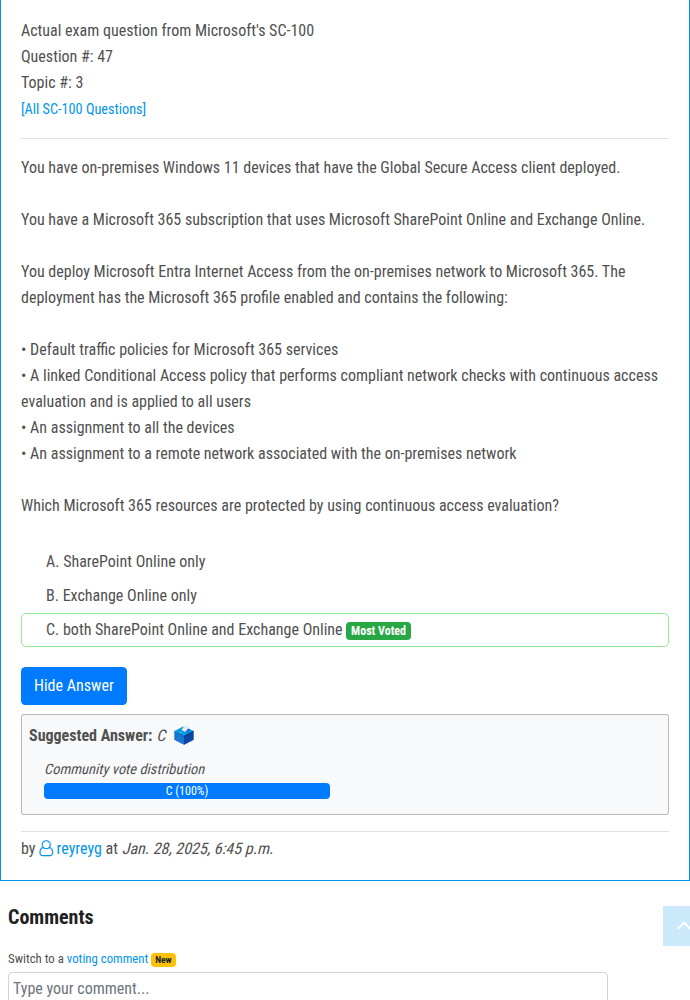 Actual exam question from Microsoft's SC-100
Question #: 47
Topic #: 3
[All SC-100 Questions]
You have on-premises Windows 11 devices that have the Global Secure Access client deployed.
You have a Microsoft 365 subscription that uses Microsoft SharePoint Online and Exchange Online.
You deploy Microsoft Entra Internet Access from the on-premises network to Microsoft 365. The
deployment has the Microsoft 365 profile enabled and contains the following:
• Default traffic policies for Microsoft 365 services
• A linked Conditional Access policy that performs compliant network checks with continuous access
evaluation and is applied to all users
• An assignment to all the devices
• An assignment to a remote network associated with the on-premises network
Which Microsoft 365 resources are protected by using continuous access evaluation?
A. SharePoint Online only
B. Exchange Online only
C. both SharePoint Online and Exchange Online Most Voted
Hide Answer
Suggested Answer: C
Community vote distribution
C (100%)
by reyreyg at Jan. 28, 2025, 6:45 p.m.
Comments
Switch to a voting comment New
Type your comment...